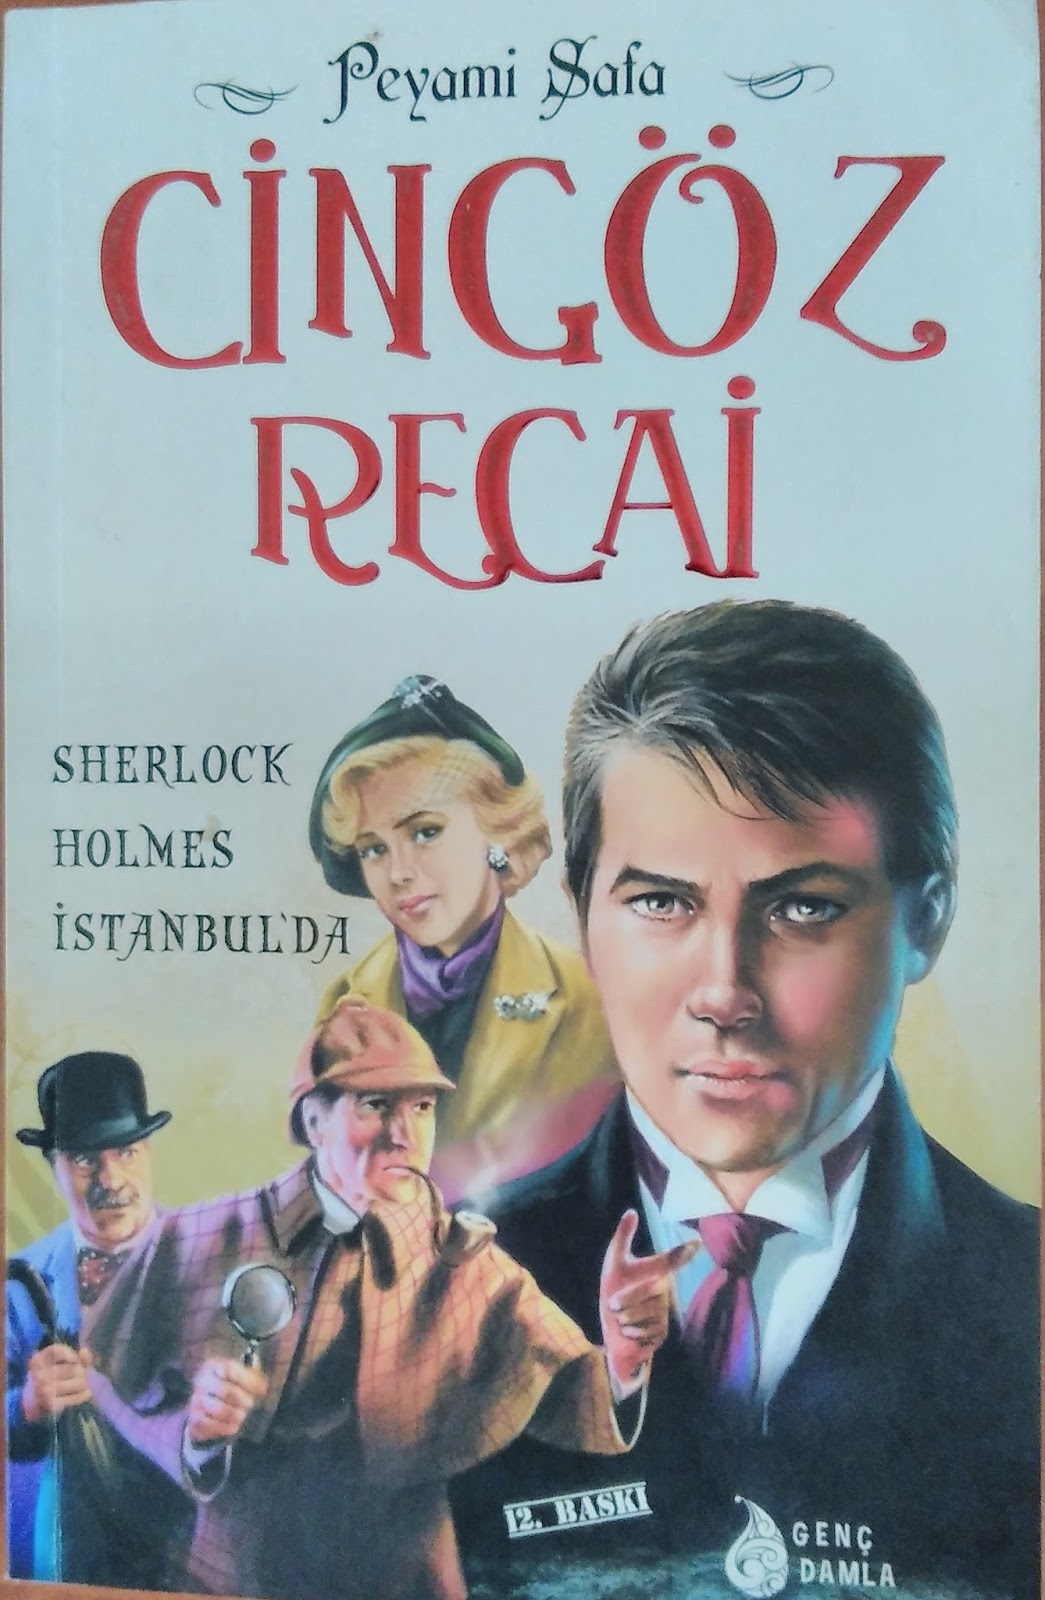 Peyami Safa
CİNGÖZ
RECAİ
SHERLOCK
HOLMES
İSTANBUL'DA
12. BASKI
GENÇ
DAMLA